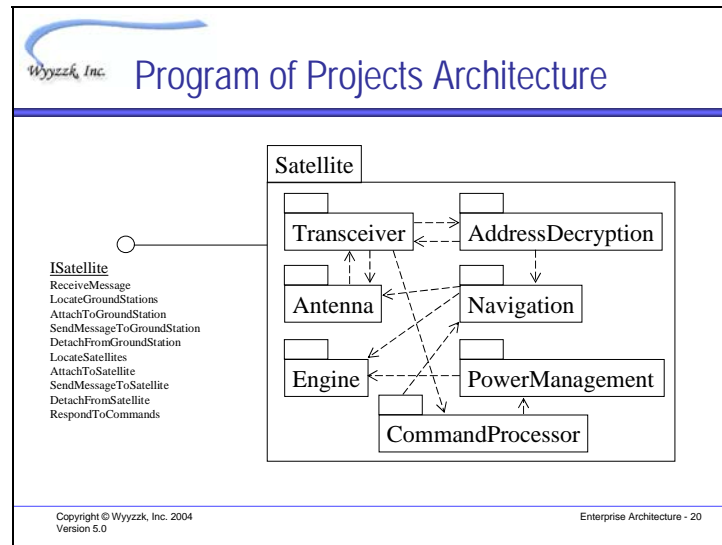 Wyyzzk, Inc.
Program of Projects Architecture
Satellite
Transceiver
AddressDecryption
Antenna
Navigation
Engine
PowerManagement
CommandProcessor
ISatellite
ReceiveMessage
LocateGroundStations
AttachToGroundStation
SendMessageToGroundStation
DetachFromGroundStation
LocateSatellites
AttachToSatellite
SendMessageToSatellite
DetachFromSatellite
RespondToCommands
Copyright © Wyyzzk, Inc. 2004
Version 5.0
Enterprise Architecture - 20